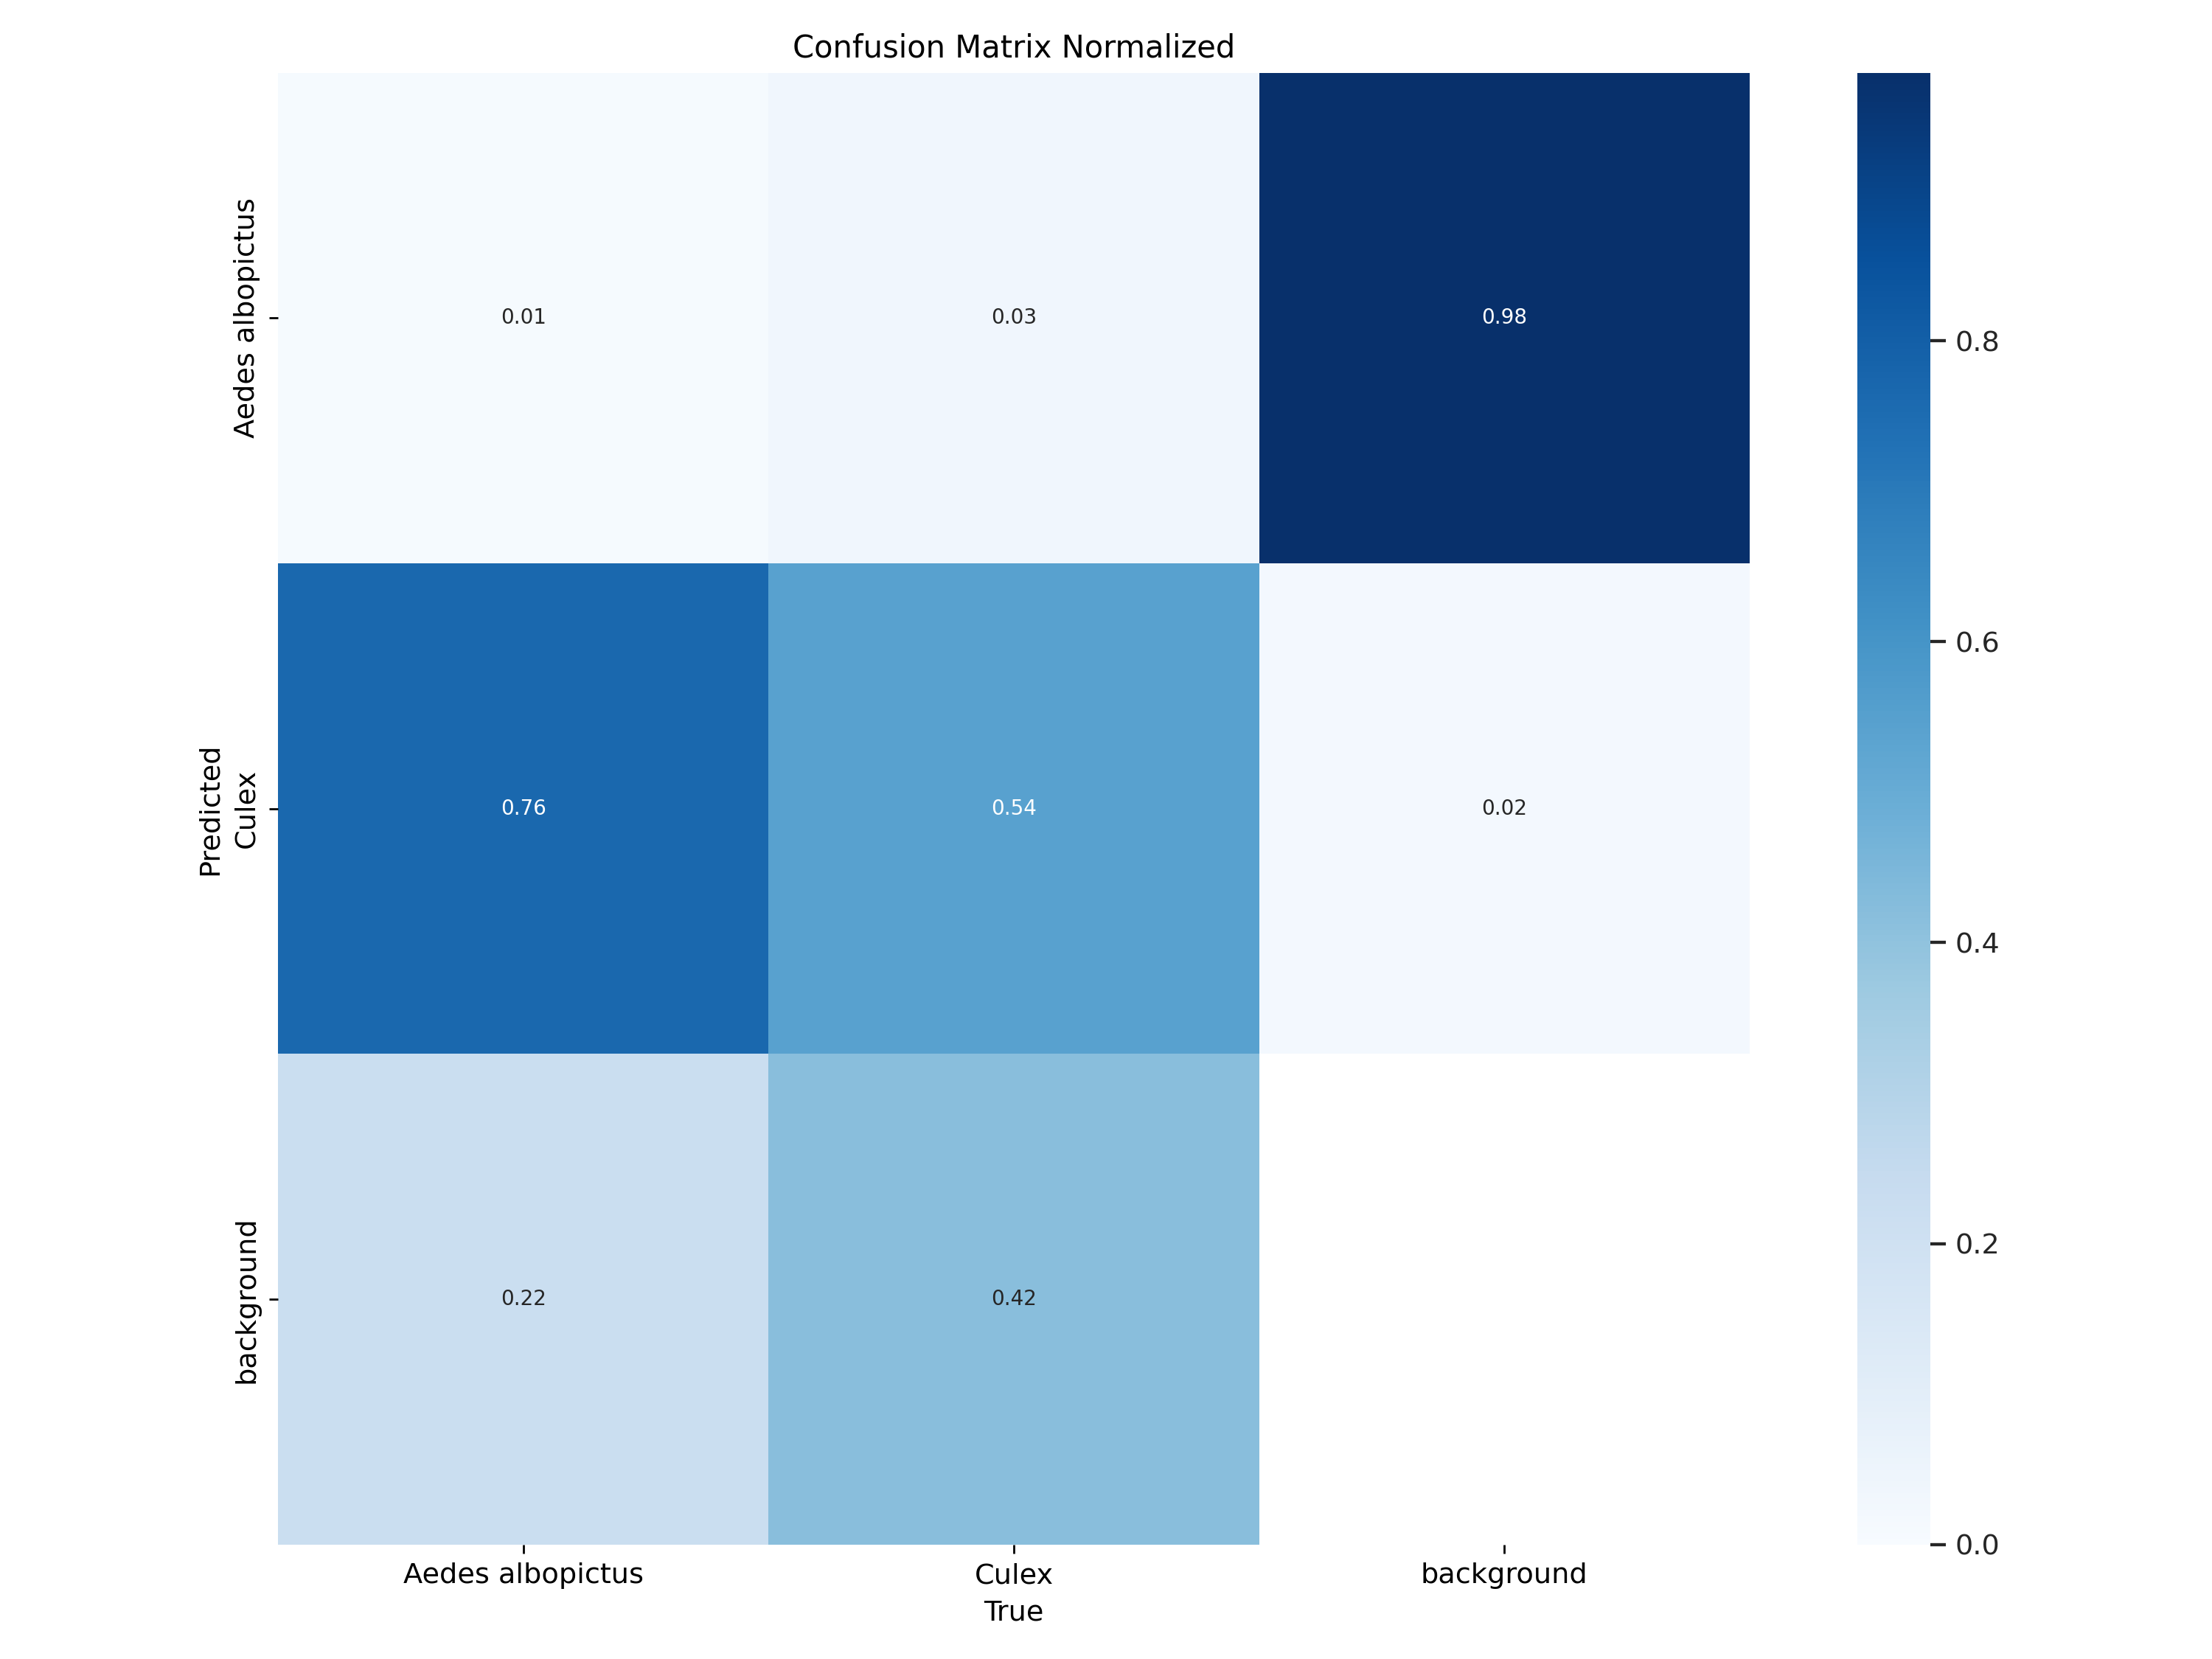 Confusion Matrix Normalized
Aedes albopictus
0.01
0.03
0.98
0.8
0.6
Predicted
Culex
0.76
0.54
0.02
0.4
background
0.22
0.42
0.2
0.0
Aedes albopictus
Culex
background
True